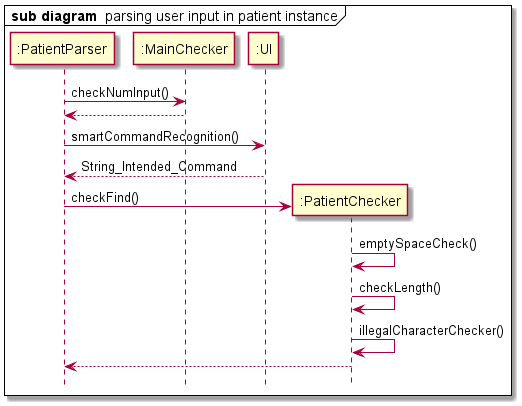 sub diagram parsing user input in patient instance
:PatientParser :MainChecker :UI
checkNumInput()
smartCommandRecognition()
String_Intended_Command
checkFind()
:PatientChecker
emptySpaceCheck()
checkLength()
illegalCharacterChecker()